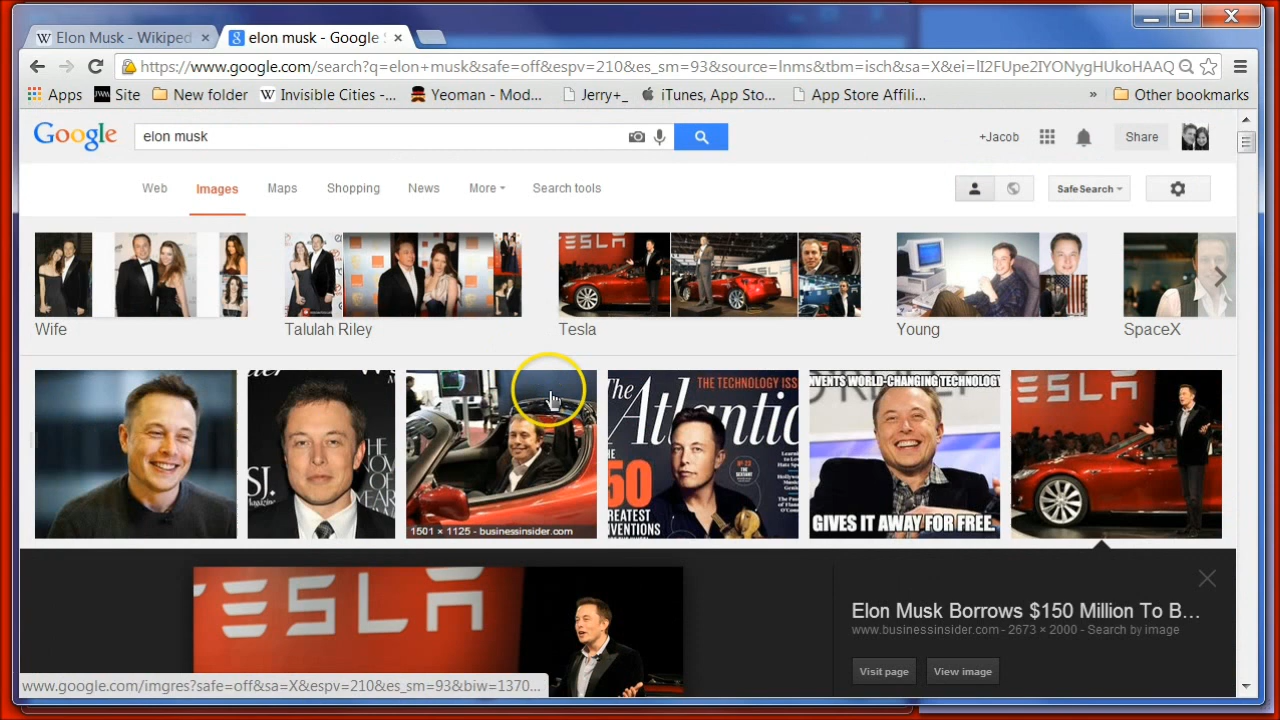 Elon Musk - Wikiped
elon musk - Google S
https://www.google.com/search?q=elon+musk&safe=off&espv=210&es_sm=93&source=lnms&tbm=isch&sa=X&ei=II2FUpe2IYONygHUkoHAAQ
Apps
Site
New folder
Invisible Cities -...
Yeoman - Mod...
Jerry+_
iTunes, App Sto...
App Store Affili...
»
Other bookmarks
Google
elon musk
+Jacob
Share
Web
Images
Maps
Shopping
News
More
Search tools
SafeSearch
TESLA
TESLA
Wife
Talulah Riley
Tesla
Young
SpaceX
SJ.
Magazine
1501 × 1125 - businessinsider.com
The THE TECHNOLOGY ISS
Atlantic
THE
50
GREATEST
INVENTIONS
INVENTS WORLD-CHANGING TECHNOLOGY
GIVES IT AWAY FOR FREE.
TESLA
TESLA
Elon Musk Borrows $150 Million To B...
www.businessinsider.com - 2673 × 2000 - Search by image
Visit page
View image
www.google.com/imgres?safe=off&sa=X&espv=210&es_sm=93&biw=1370...